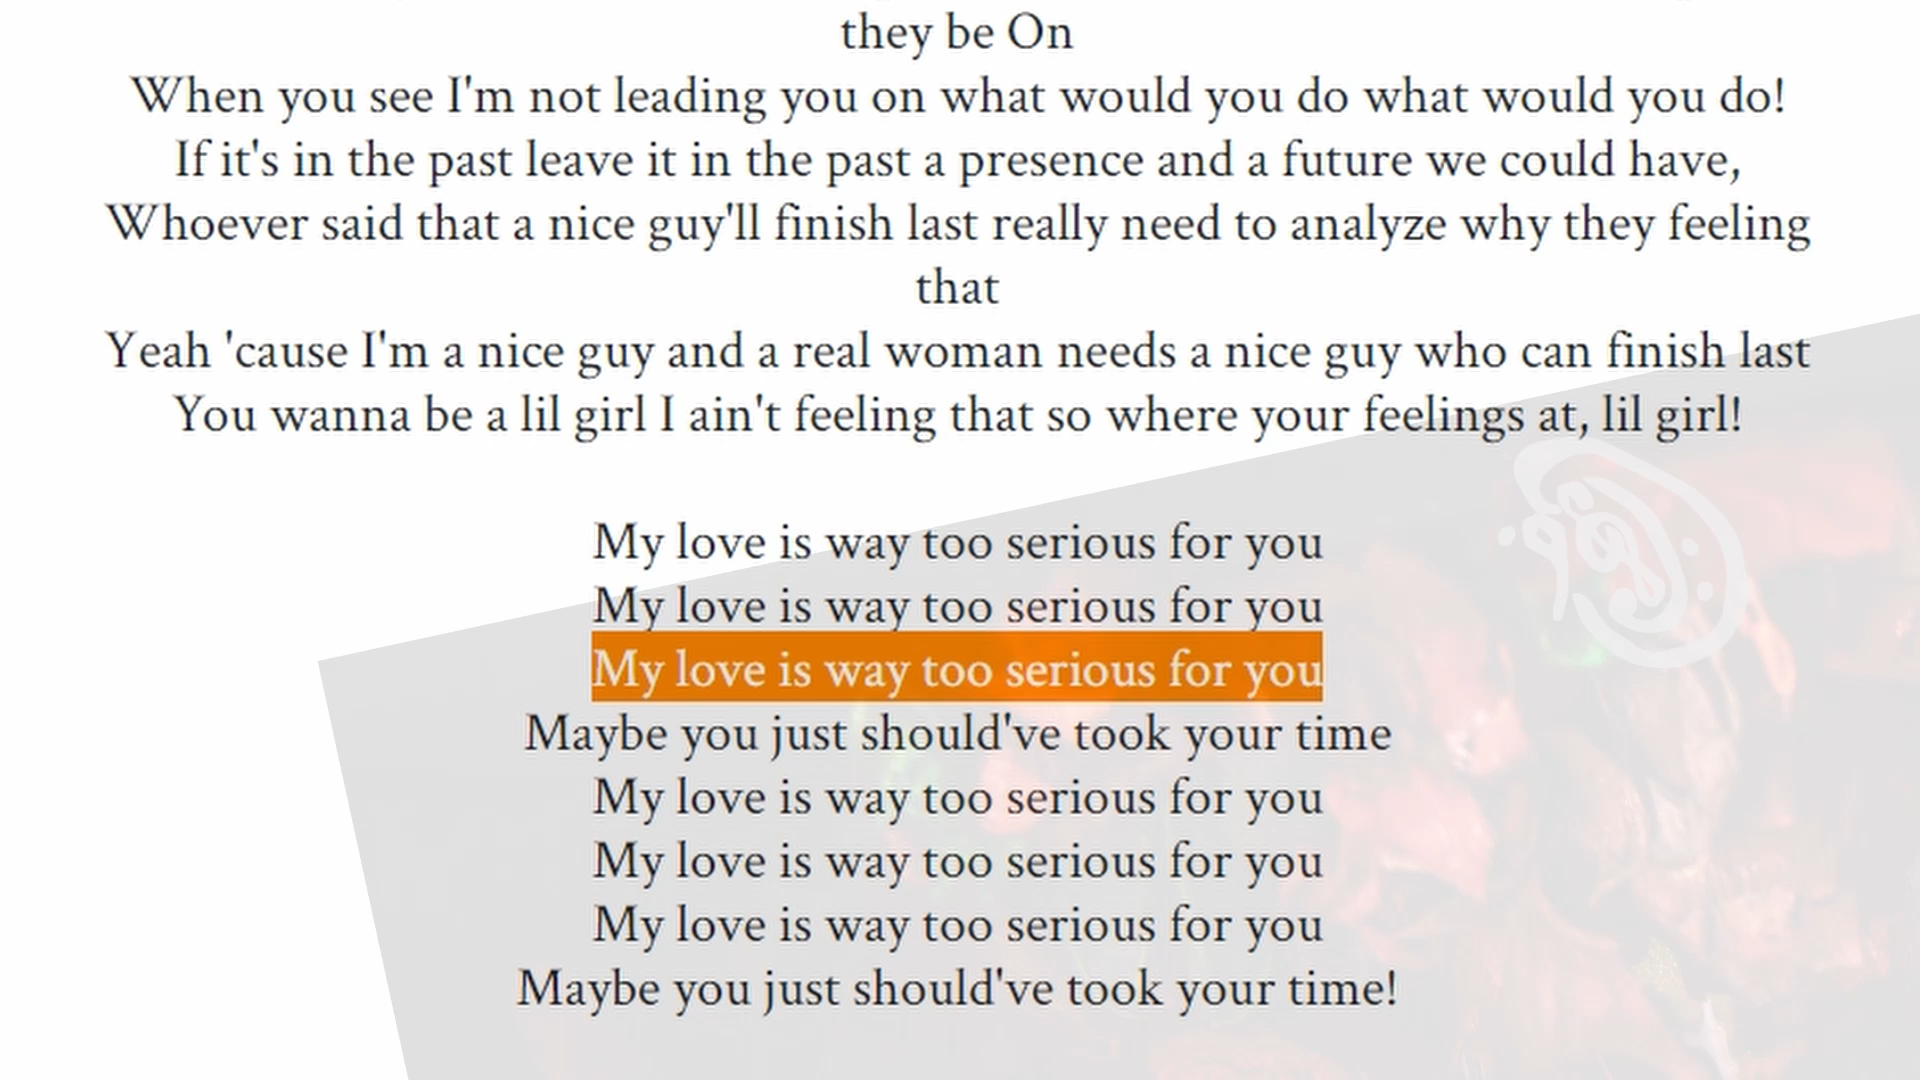 they be On
When you see I'm not leading you on what would you do what would you do!
If it's in the past leave it in the past a presence and a future we could have,
Whoever said that a nice guy'll finish last really need to analyze why they feeling
that
Yeah 'cause I'm a nice guy and a real woman needs a nice guy who can finish last
You wanna be a lil girl I ain't feeling that so where your feelings at, lil girl!
My love is way too serious for you
My love is way too serious for you
My love is way too serious for you
Maybe you just should've took your time
My love is way too serious for you
My love is way too serious for you
My love is way too serious for you
Maybe you just should've took your time!